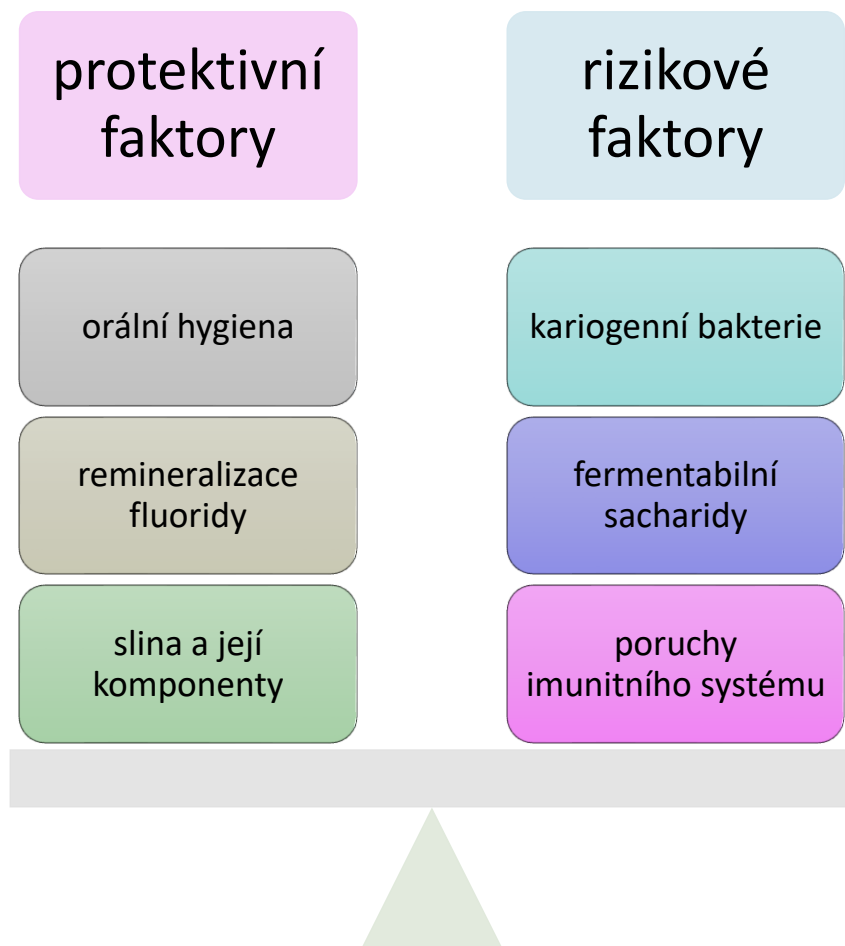 protektivní
faktory
rizikové
faktory
orální hygiena
remineralizace
fluoridy
slina a její
komponenty
kariogenní bakterie
fermentabilní
sacharidy
poruchy
imunitního systému